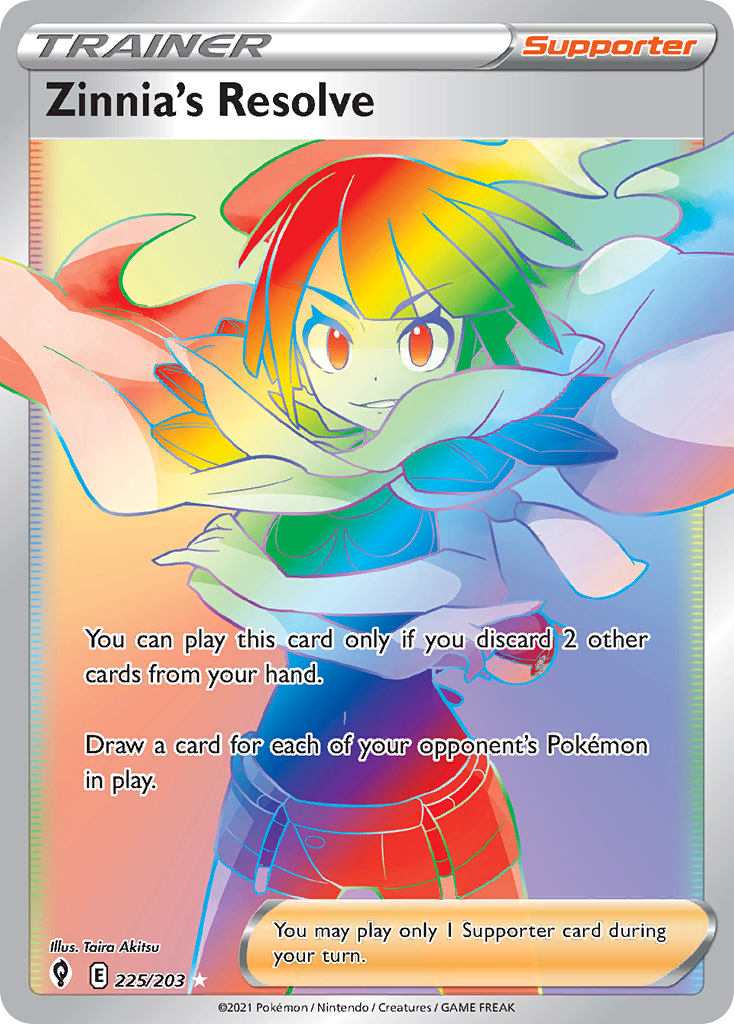 TRAINER
Supporter
Zinnia's Resolve
You can play this card only if you discard 2 other
cards from your hand.
Draw a card for each of your opponent's Pokémon
in play.
You may play only 1 Supporter card during
your turn.
Illus. Taira Akitsu
E 225/203
©2021 Pokémon / Nintendo / Creatures / GAME FREAK